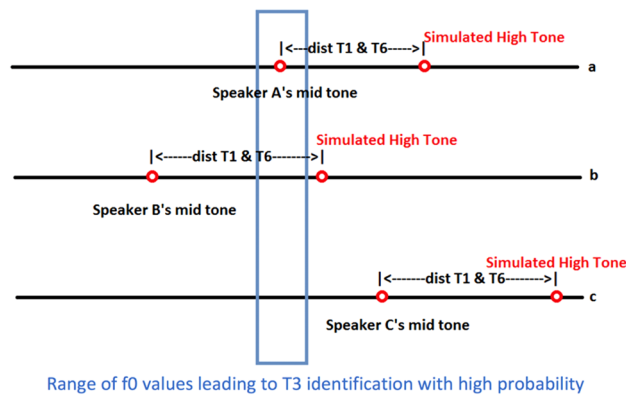 Simulated High Tone
|<---dist T1 & T6----->|
a
Speaker A's mid tone
Simulated High Tone
|<------dist T1 & T6-------->|
b
Speaker B's mid tone
Simulated High Tone
|<-------dist T1 & T6-------->|
c
Speaker C's mid tone
Range of f0 values leading to T3 identification with high probability